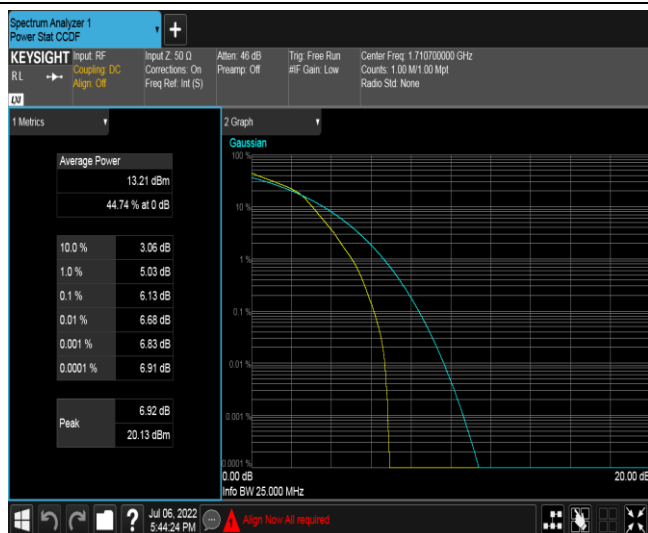 Spectrum Analyzer 1
Power Stat CCDF
KEYSIGHT
RL
LXI
Input: RF
Coupling: DC
Align: Off
Input Z: 50 Ω
Corrections: On
Freq Ref: Int (S)
Atten: 46 dB
Preamp: Off
Trig: Free Run
#IF Gain: Low
Center Freq: 1.710700000 GHz
Counts: 1.00 M/1.00 Mpt
Radio Std: None
1 Metrics
Average Power
13.21 dBm
44.74 % at 0 dB
10.0 % 3.06 dB
1.0 % 5.03 dB
0.1 % 6.13 dB
0.01 % 6.68 dB
0.001 % 6.83 dB
0.0001 % 6.91 dB
Peak
6.92 dB
20.13 dBm
2 Graph
Gaussian
100 %
10 %
1 %
0.1 %
0.01 %
0.001 %
0.0001 %
0.00 dB
20.00 dB
Info BW 25.000 MHz
?
Jul 06, 2022
5:44:24 PM
Align Now All required